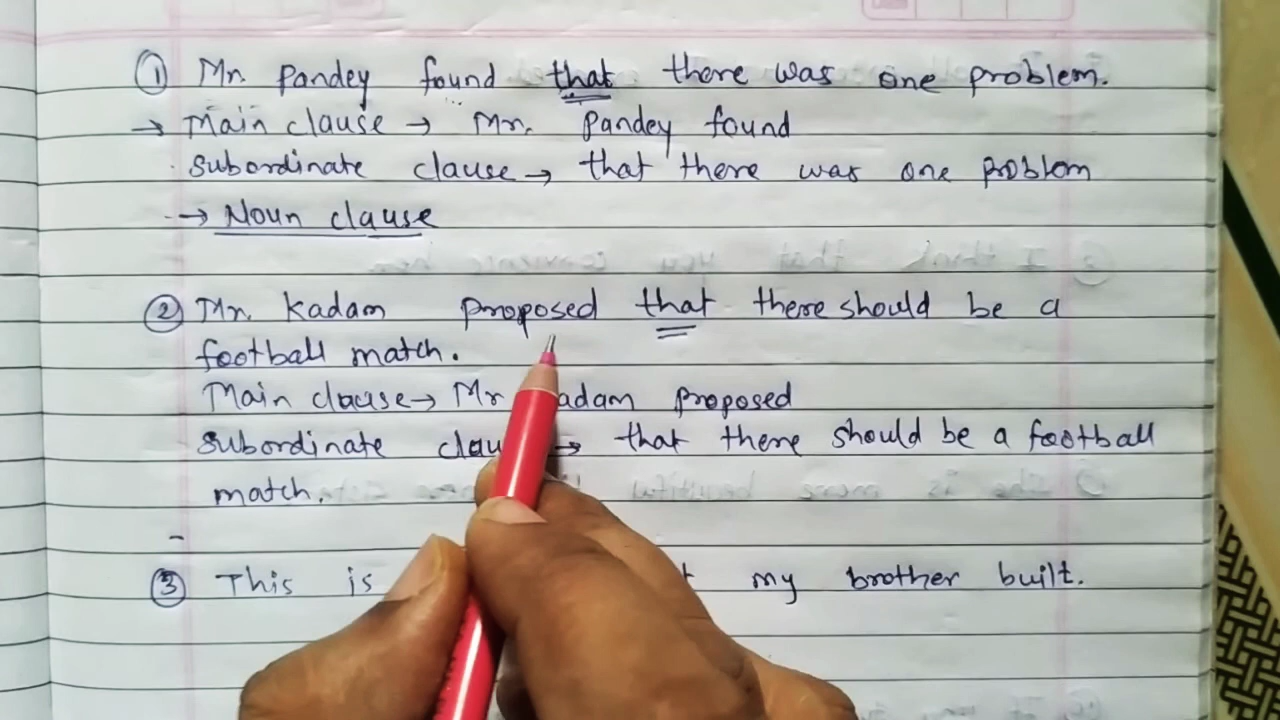 ① Mr. Pandey found that there was one problem.
→ Main clause → Mr. Pandey found
Subordinate clause → that there was one problem
→ Noun clause
② Mr. Kadam proposed that there should be a
football match.
Main clause → Mr adam proposed
Subordinate clau → that there should be a football
match.
-
③ This is my brother built.